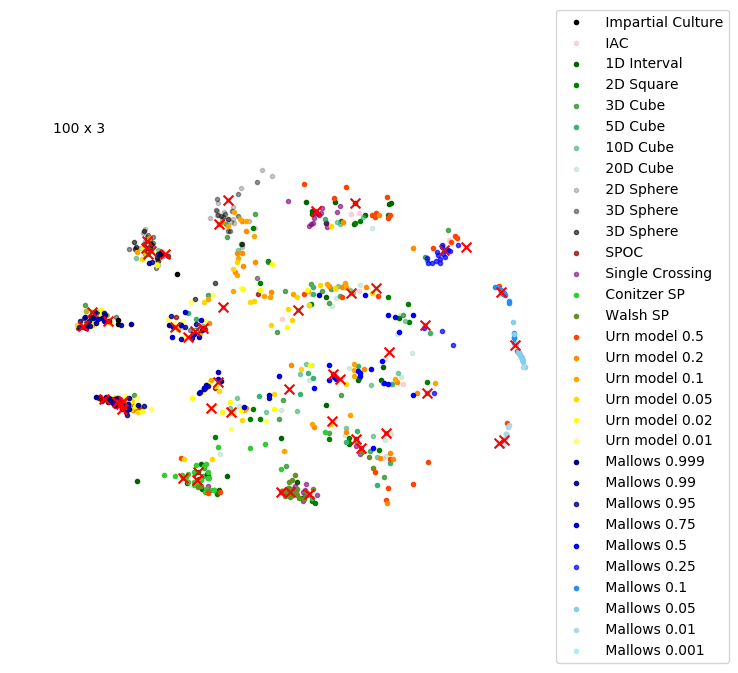 100 x 3
Impartial Culture
IAC
1D Interval
2D Square
3D Cube
5D Cube
10D Cube
20D Cube
2D Sphere
3D Sphere
3D Sphere
SPOC
Single Crossing
Conitzer SP
Walsh SP
Urn model 0.5
Urn model 0.2
Urn model 0.1
Urn model 0.05
Urn model 0.02
Urn model 0.01
Mallows 0.999
Mallows 0.99
Mallows 0.95
Mallows 0.75
Mallows 0.5
Mallows 0.25
Mallows 0.1
Mallows 0.05
Mallows 0.01
Mallows 0.001